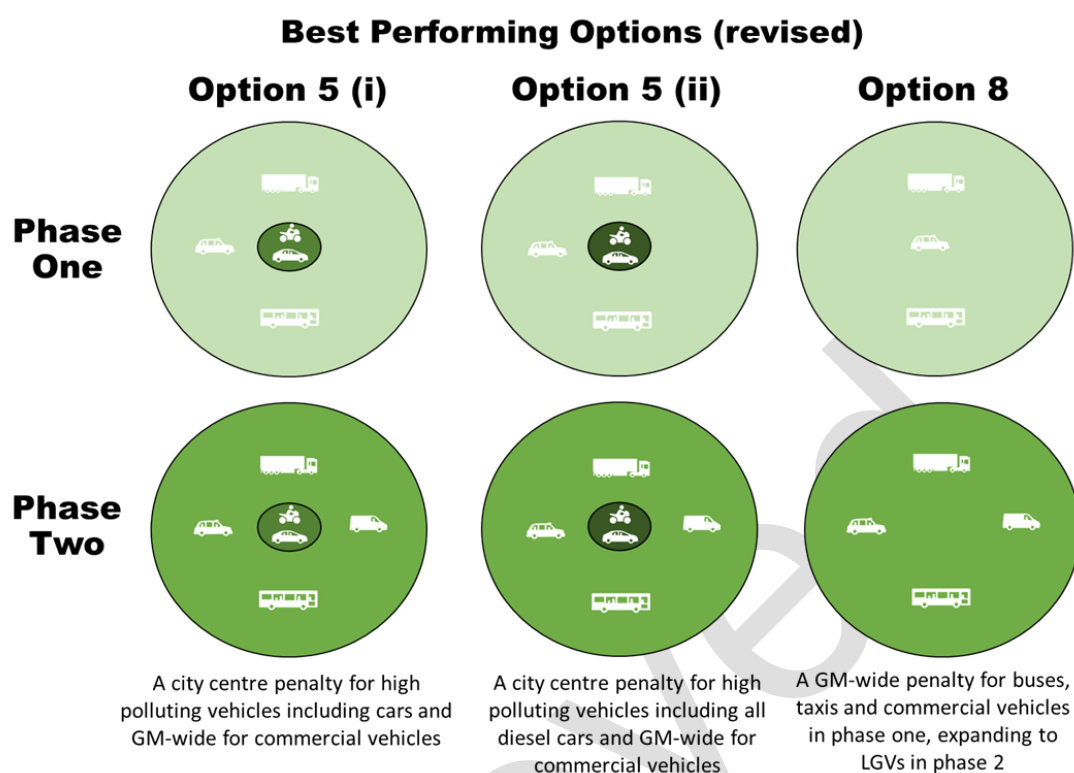 Best Performing Options (revised)
Option 5 (i)
Option 5 (ii)
Option 8
Phase
One
Phase
Two
A city centre penalty for high
polluting vehicles including cars and
GM-wide for commercial vehicles
A city centre penalty for high
polluting vehicles including all
diesel cars and GM-wide for
commercial vehicles
A GM-wide penalty for buses,
taxis and commercial vehicles
in phase one, expanding to
LGVs in phase 2